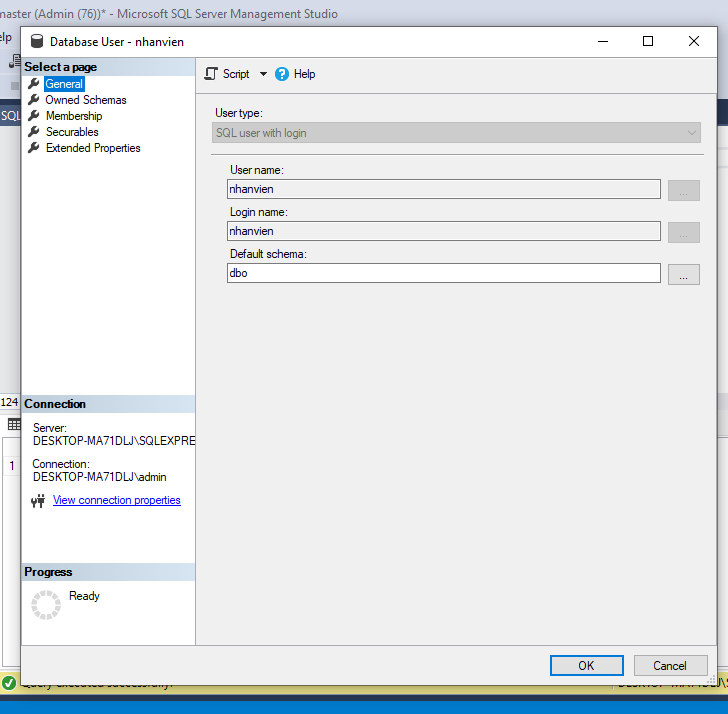 master (Admin (76))* - Microsoft SQL Server Management Studio
elp
Database User - nhanvien
Select a page
General
Owned Schemas
Membership
Securables
Extended Properties
Script
Help
User type:
SQL user with login
User name:
nhanvien
...
Login name:
nhanvien
...
Default schema:
dbo
...
SQL
124
1
Connection
Server:
DESKTOP-MA71DLJ\SQLEXPRE
Connection:
DESKTOP-MA71DLJ\admin
View connection properties
Progress
Ready
OK
Cancel
Query executed successfully.
DESKTOP-MA71DLJ\S